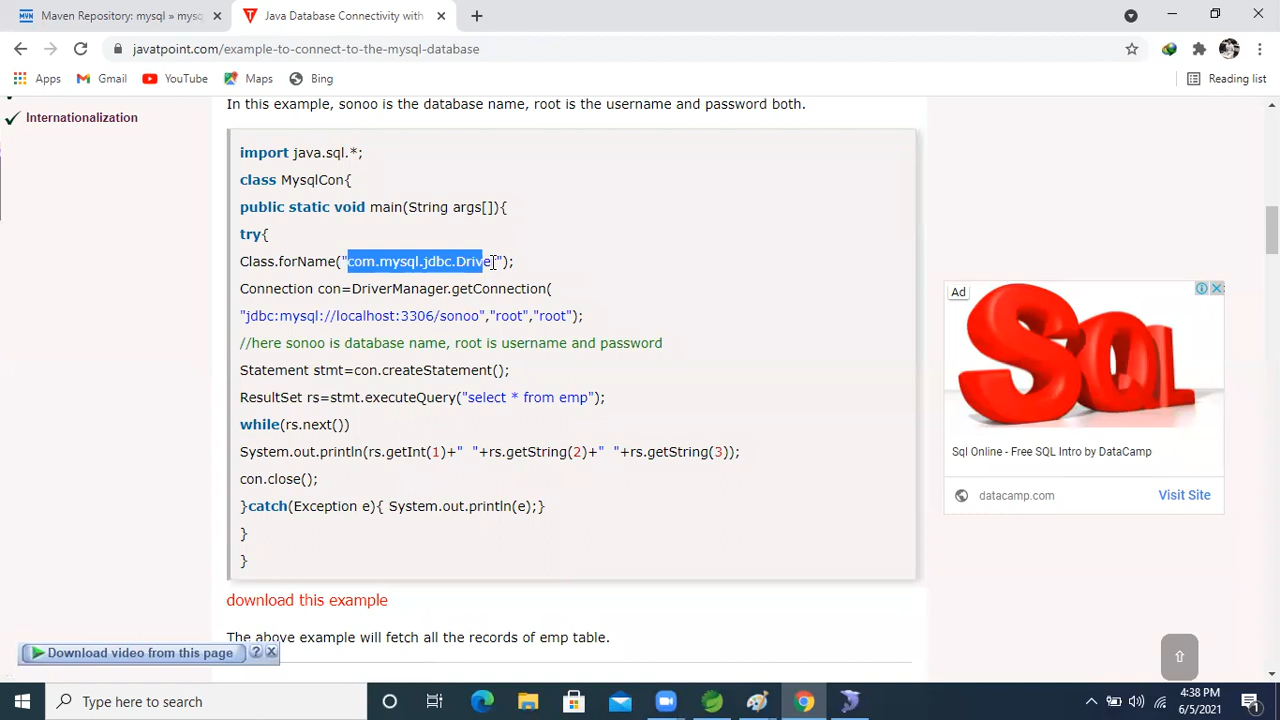 Maven Repository: mysql » mysq
Java Database Connectivity with
javatpoint.com/example-to-connect-to-the-mysql-database
Apps
Gmail
YouTube
Maps
Bing
Reading list
Internationalization
In this example, sonoo is the database name, root is the username and password both.
import java.sql.*;
class MysqlCon{
public static void main(String args[]){
try{
Class.forName("com.mysql.jdbc.Driver");
Connection con=DriverManager.getConnection(
"jdbc:mysql://localhost:3306/sonoo","root","root");
//here sonoo is database name, root is username and password
Statement stmt=con.createStatement();
ResultSet rs=stmt.executeQuery("select * from emp");
while(rs.next())
System.out.println(rs.getInt(1)+"  "+rs.getString(2)+"  "+rs.getString(3));
con.close();
}catch(Exception e){ System.out.println(e);}
}
}
download this example
The above example will fetch all the records of emp table.
Ad
SQL
Sql Online - Free SQL Intro by DataCamp
datacamp.com
Visit Site
Download video from this page
?
Type here to search
4:38 PM
6/5/2021
1